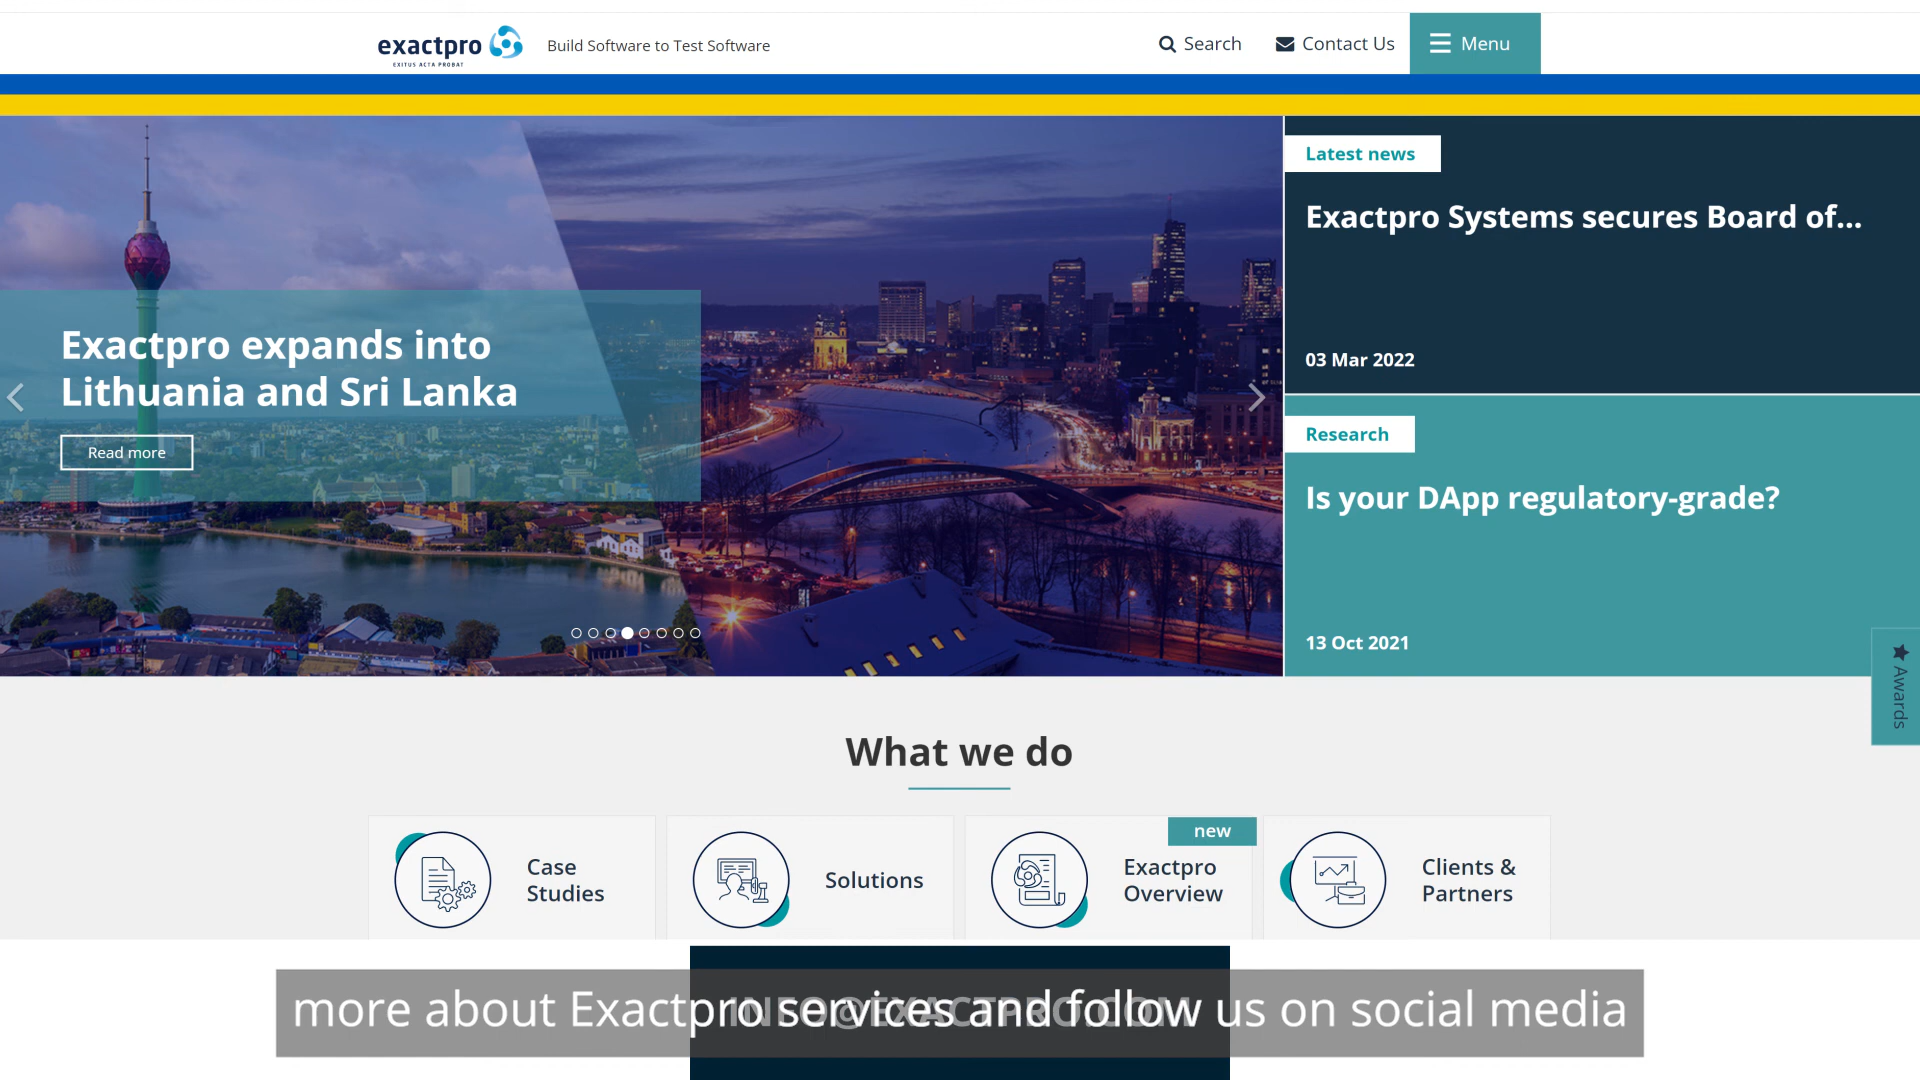 exactpro
EXITUS ACTA PROBAT
Build Software to Test Software
Search
Contact Us
Menu
Latest news
Exactpro Systems secures Board of...
03 Mar 2022
Exactpro expands into
Lithuania and Sri Lanka
Read more
Research
Is your DApp regulatory-grade?
13 Oct 2021
Awards
What we do
Case
Studies
Solutions
new
Exactpro
Overview
Clients &
Partners
INFO@EXACTPRO.COM
more about Exactpro services and follow us on social media